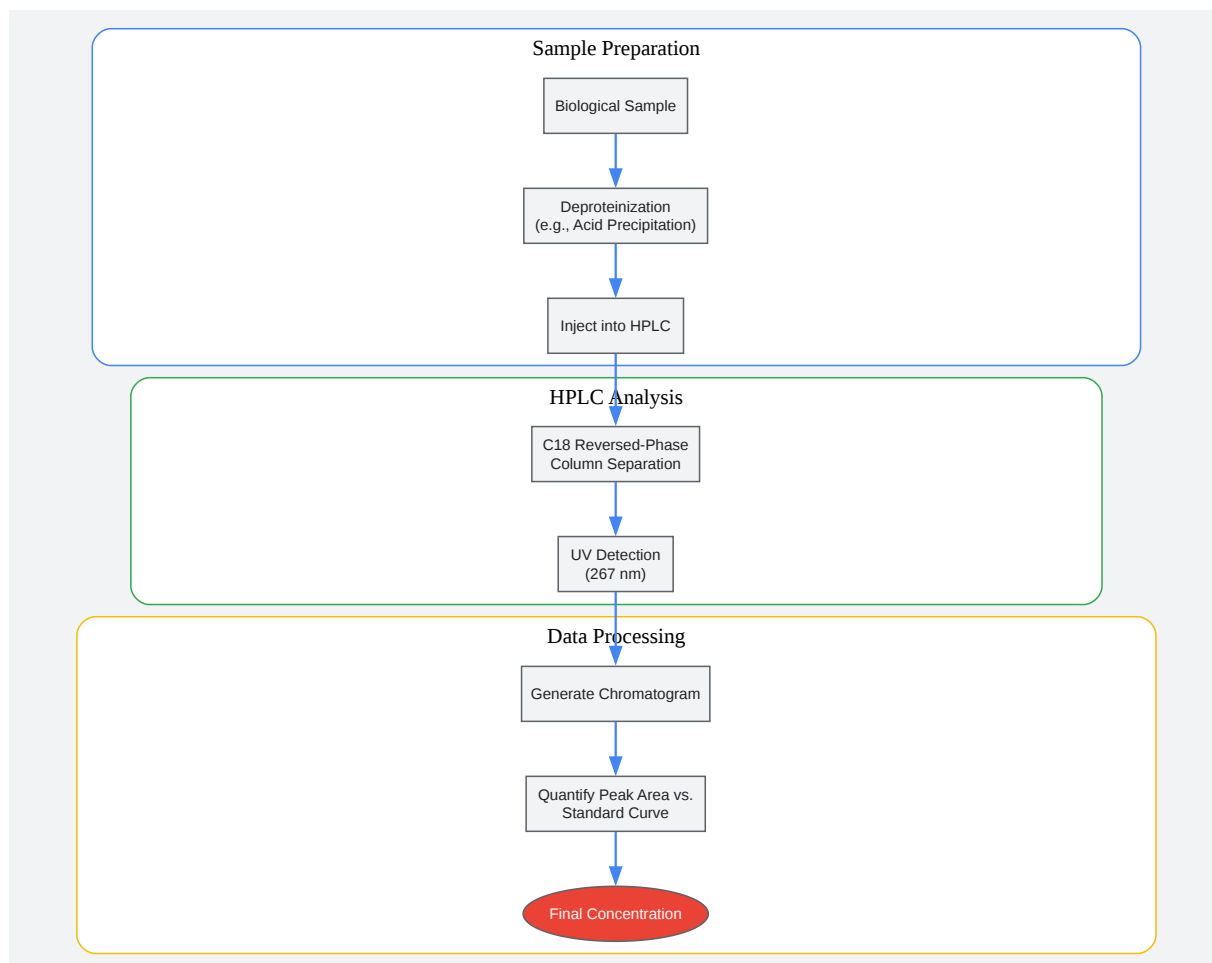 Sample Preparation
Biological Sample
Deproteinization
(e.g., Acid Precipitation)
Inject into HPLC
HPLC Analysis
C18 Reversed-Phase
Column Separation
UV Detection
(267 nm)
Data Processing
Generate Chromatogram
Quantify Peak Area vs.
Standard Curve
Final Concentration